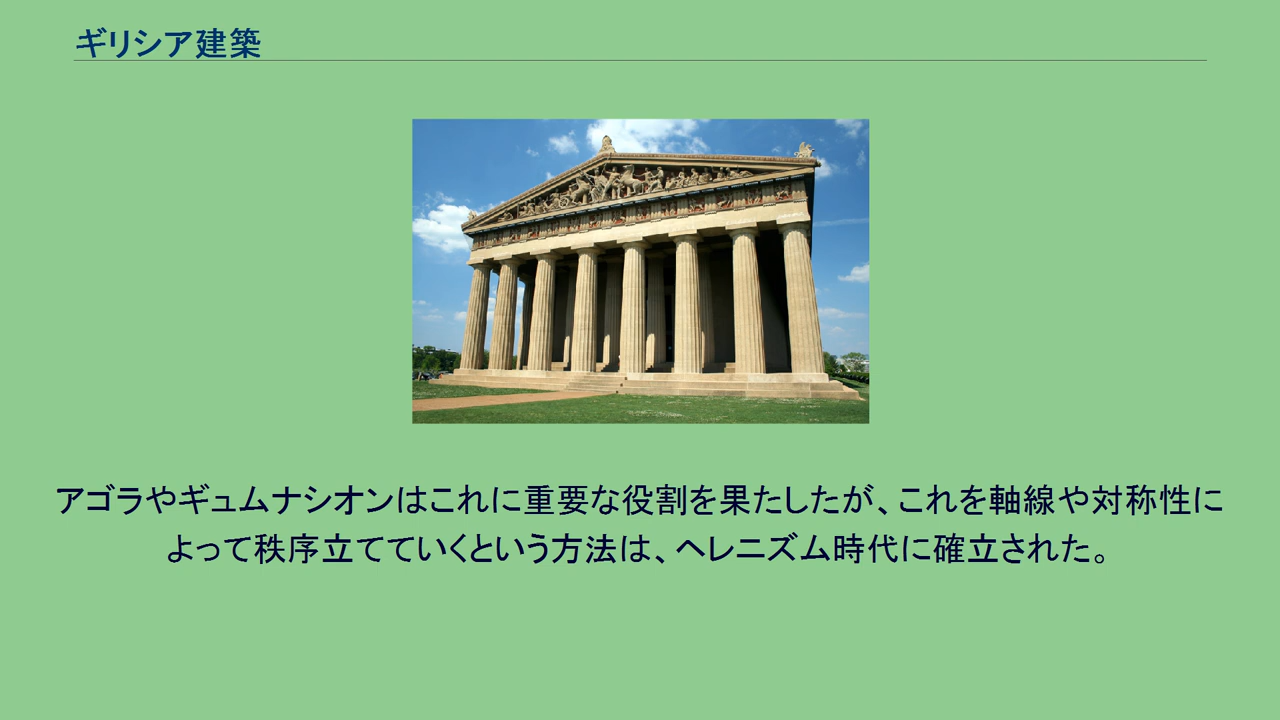 ギリシア建築
アゴラやギュムナシオンはこれに重要な役割を果たしたが、これを軸線や対称性に
よって秩序立てていくという方法は、ヘレニズム時代に確立された。